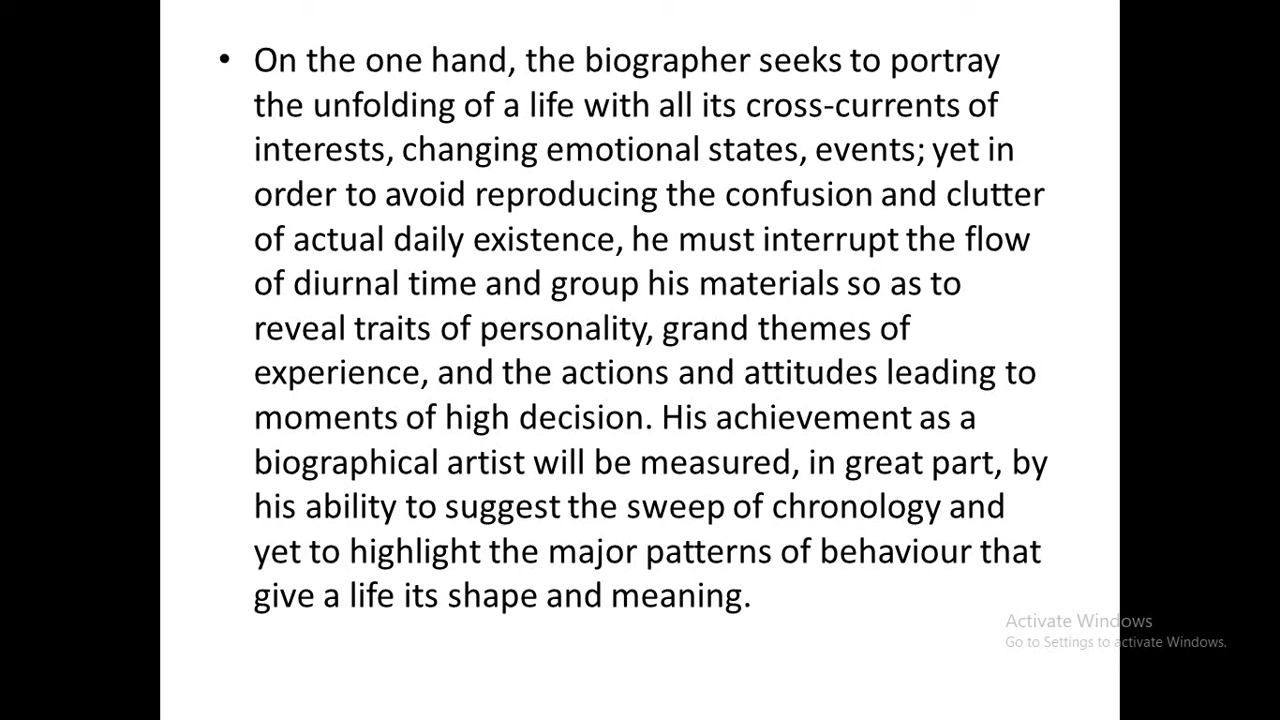 • On the one hand, the biographer seeks to portray
the unfolding of a life with all its cross-currents of
interests, changing emotional states, events; yet in
order to avoid reproducing the confusion and clutter
of actual daily existence, he must interrupt the flow
of diurnal time and group his materials so as to
reveal traits of personality, grand themes of
experience, and the actions and attitudes leading to
moments of high decision. His achievement as a
biographical artist will be measured, in great part, by
his ability to suggest the sweep of chronology and
yet to highlight the major patterns of behaviour that
give a life its shape and meaning.
Activate Windows
Go to Settings to activate Windows.